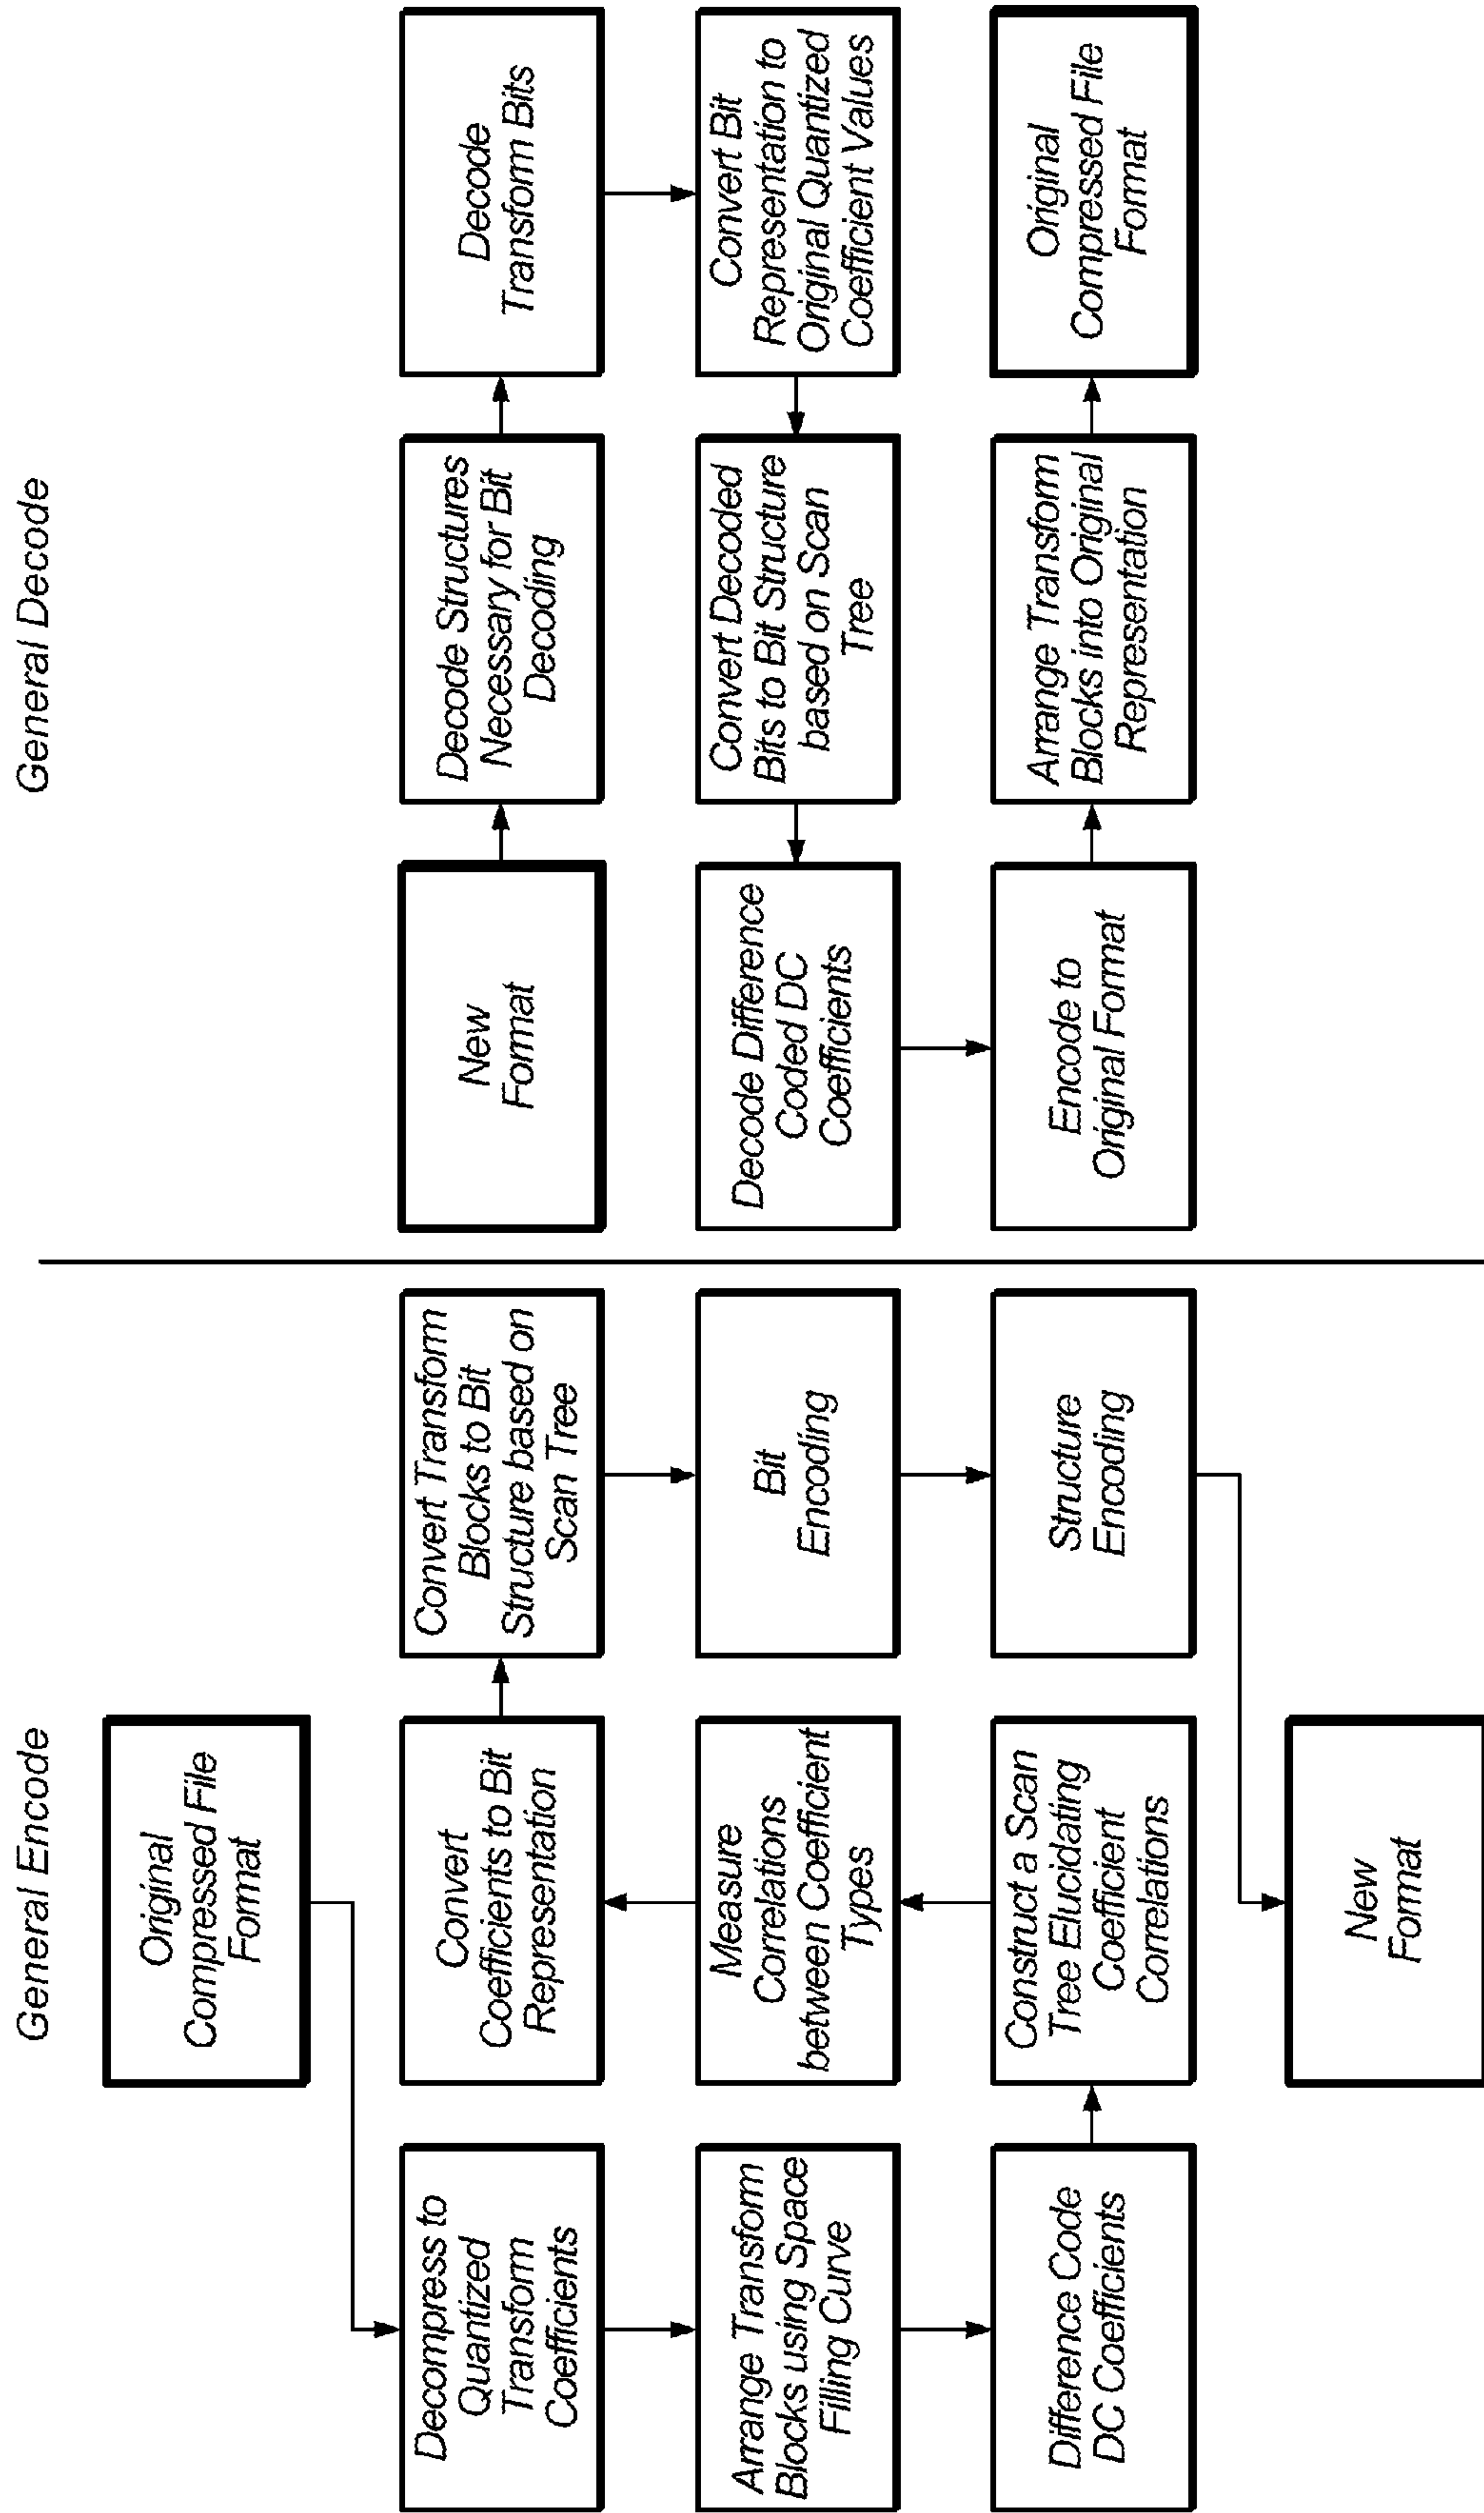 General Encode
Original
Compressed File
Format
Decompress to
Quantized
Transform
Coefficients
Arrange Transform
Blocks using Space
Filling Curve
Difference Code
DC Coefficients
Construct a Scan
Tree Elucidating
Coefficient
Correlations
Measure
Correlations
between Coefficient
Types
Convert
Coefficients to Bit
Representation
Convert Transform
Blocks to Bit
Structure based on
Scan Tree
Bit
Encoding
Structure
Encoding
New
Format
General Decode
New
Format
Decode Structures
Necessary for Bit
Decoding
Decode
Transform Bits
Convert Bit
Representation to
Original Quantized
Coefficient Values
Convert Decoded
Bits to Bit Structure
based on Scan
Tree
Decode Difference
Coded DC
Coefficients
Encode to
Original Format
Arrange Transform
Blocks into Original
Representation
Original
Compressed File
Format